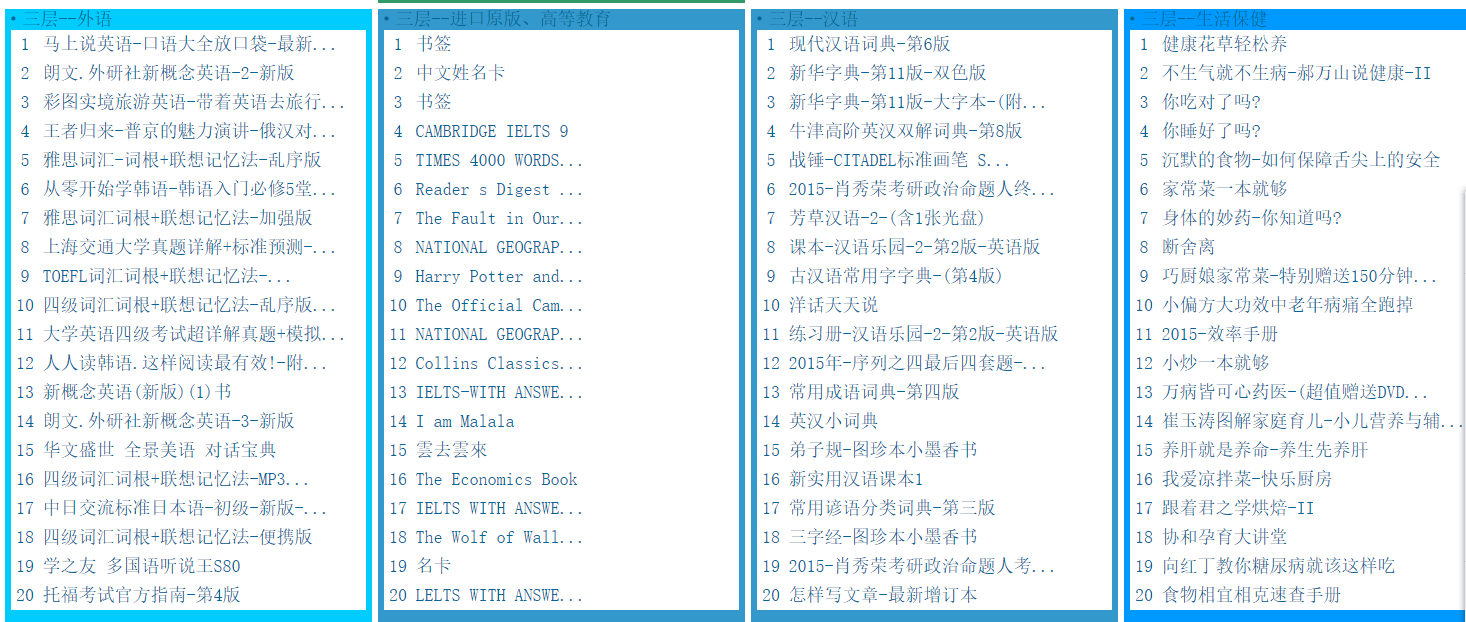 • 三层--外语
1 马上说英语-口语大全放口袋-最新...
2 朗文.外研社新概念英语-2-新版
3 彩图实境旅游英语-带着英语去旅行...
4 王者归来-普京的魅力演讲-俄汉对...
5 雅思词汇-词根+联想记忆法-乱序版
6 从零开始学韩语-韩语入门必修5堂...
7 雅思词汇词根+联想记忆法-加强版
8 上海交通大学真题详解+标准预测-...
9 TOEFL词汇词根+联想记忆法-...
10 四级词汇词根+联想记忆法-乱序版...
11 大学英语四级考试超详解真题+模拟...
12 人人读韩语.这样阅读最有效!-附...
13 新概念英语(新版)(1)书
14 朗文.外研社新概念英语-3-新版
15 华文盛世 全景美语 对话宝典
16 四级词汇词根+联想记忆法-MP3...
17 中日交流标准日本语-初级-新版-...
18 四级词汇词根+联想记忆法-便携版
19 学之友 多国语听说王S80
20 托福考试官方指南-第4版
• 三层--进口原版、高等教育
1 书签
2 中文姓名卡
3 书签
4 CAMBRIDGE IELTS 9
5 TIMES 4000 WORDS...
6 Reader s Digest ...
7 The Fault in Our...
8 NATIONAL GEOGRAP...
9 Harry Potter and...
10 The Official Cam...
11 NATIONAL GEOGRAP...
12 Collins Classics...
13 IELTS-WITH ANSWE...
14 I am Malala
15 雲去雲來
16 The Economics Book
17 IELTS WITH ANSWE...
18 The Wolf of Wall...
19 名卡
20 LELTS WITH ANSWE...
• 三层--汉语
1 现代汉语词典-第6版
2 新华字典-第11版-双色版
3 新华字典-第11版-大字本-(附...
4 牛津高阶英汉双解词典-第8版
5 战锤-CITADEL标准画笔 S...
6 2015-肖秀荣考研政治命题人终...
7 芳草汉语-2-(含1张光盘)
8 课本-汉语乐园-2-第2版-英语版
9 古汉语常用字字典-(第4版)
10 洋话天天说
11 练习册-汉语乐园-2-第2版-英语版
12 2015年-序列之四最后四套题-...
13 常用成语词典-第四版
14 英汉小词典
15 弟子规-图珍本小墨香书
16 新实用汉语课本1
17 常用谚语分类词典-第三版
18 三字经-图珍本小墨香书
19 2015-肖秀荣考研政治命题人考...
20 怎样写文章-最新增订本
• 三层--生活保健
1 健康花草轻松养
2 不生气就不生病-郝万山说健康-II
3 你吃对了吗?
4 你睡好了吗?
5 沉默的食物-如何保障舌尖上的安全
6 家常菜一本就够
7 身体的妙药-你知道吗?
8 断舍离
9 巧厨娘家常菜-特别赠送150分钟...
10 小偏方大功效中老年病痛全跑掉
11 2015-效率手册
12 小炒一本就够
13 万病皆可心药医-(超值赠送DVD...
14 崔玉涛图解家庭育儿-小儿营养与辅...
15 养肝就是养命-养生先养肝
16 我爱凉拌菜-快乐厨房
17 跟着君之学烘焙-II
18 协和孕育大讲堂
19 向红丁教你糖尿病就该这样吃
20 食物相宜相克速查手册